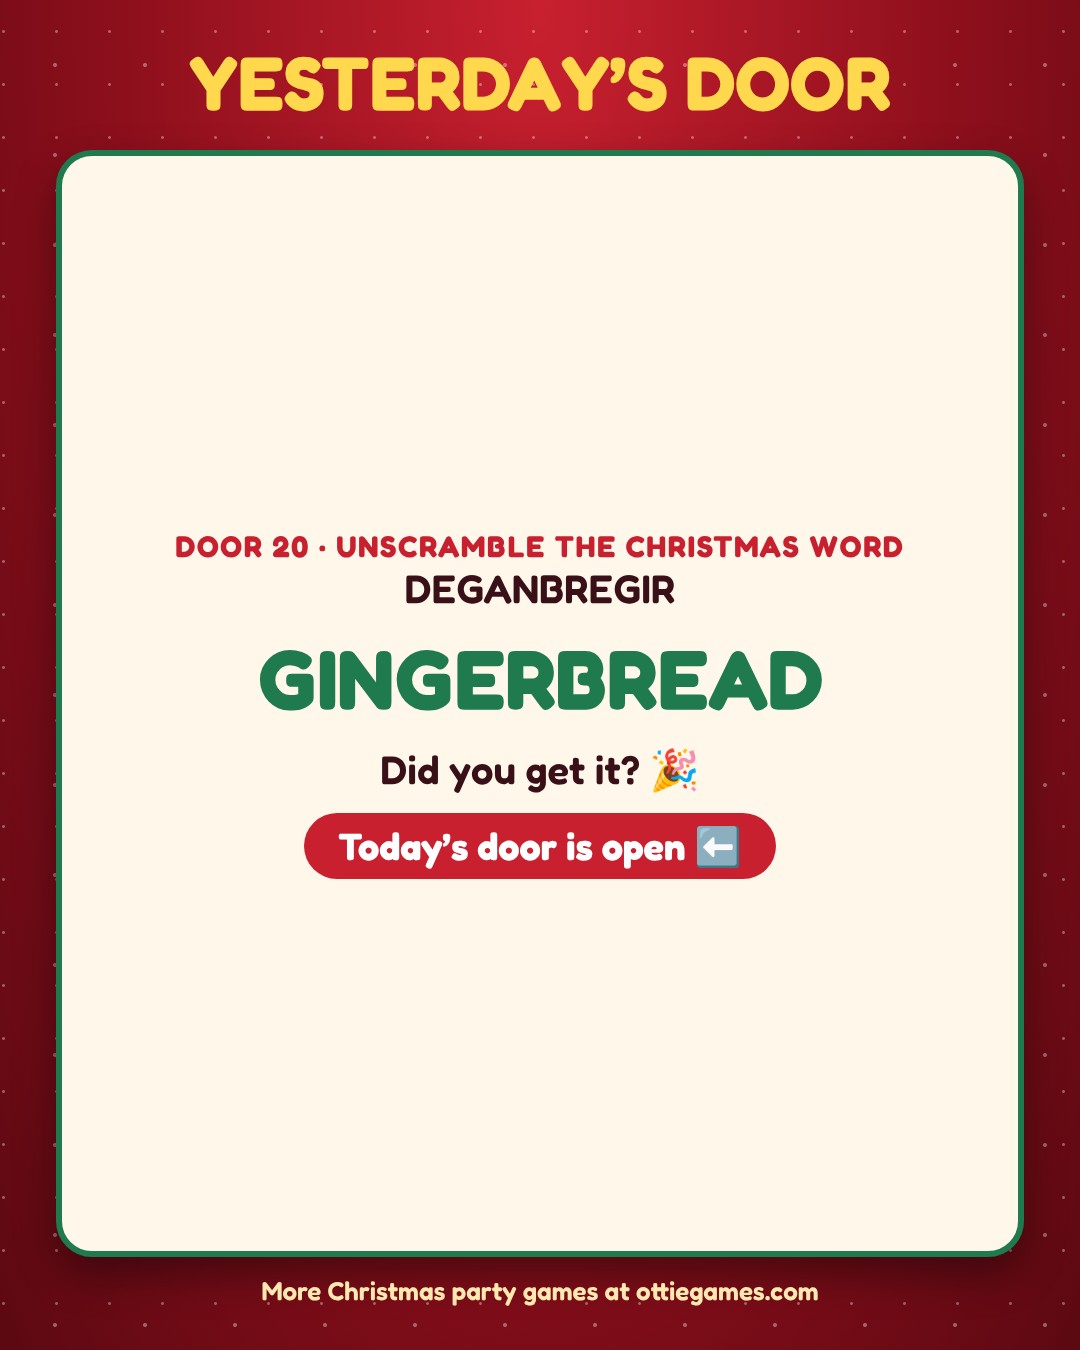 YESTERDAY’S DOOR
DOOR 20 · UNSCRAMBLE THE CHRISTMAS WORD
DEGANBREGIR
GINGERBREAD
Did you get it? 🎉
Today’s door is open ⬅️
More Christmas party games at ottiegames.com